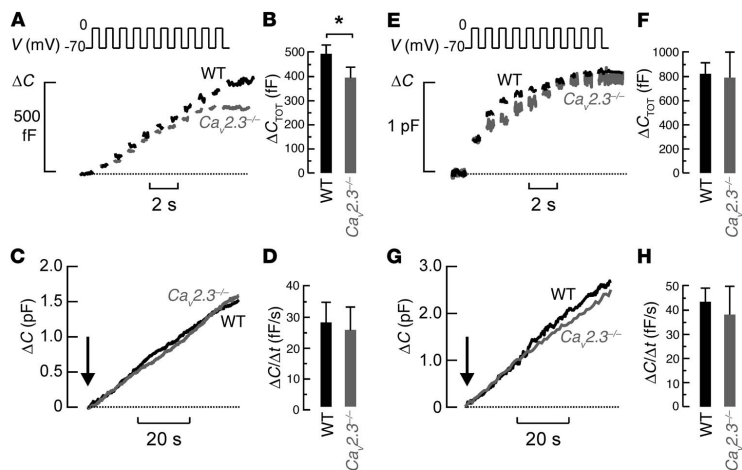 A
0
V (mV) -70
ΔC
500
fF
WT
Cav2.3–/–
2 s
B
*
ΔCTOT (fF)
500
400
300
200
100
0
WT
Cav2.3–/–
E
0
V (mV) -70
ΔC
1 pF
WT
Cav2.3–/–
2 s
F
ΔCTOT (fF)
1000
800
600
400
200
0
WT
Cav2.3–/–
C
ΔC (pF)
2.0
1.5
1.0
0.5
0
Cav2.3–/–
WT
20 s
D
ΔC/Δt (fF/s)
40
30
20
10
0
WT
Cav2.3–/–
G
ΔC (pF)
3.0
2.0
1.0
0
WT
Cav2.3–/–
20 s
H
ΔC/Δt (fF/s)
50
40
30
20
10
0
WT
Cav2.3–/–